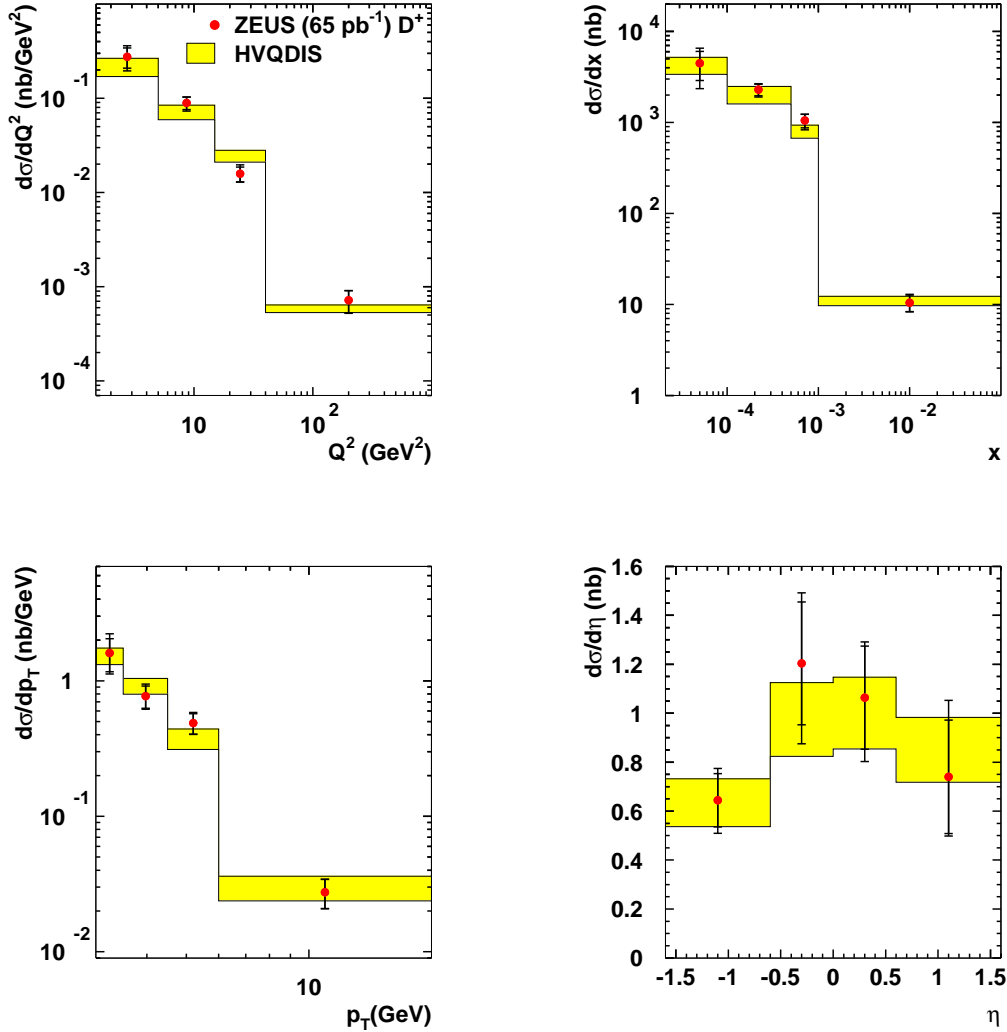 ZEUS (65 pb⁻¹) D⁺
HVQDIS
dσ/dQ² (nb/GeV²)
10⁻¹
10⁻²
10⁻³
10⁻⁴
10
10²
Q² (GeV²)
dσ/dx (nb)
10⁴
10³
10²
10
1
10⁻⁴
10⁻³
10⁻²
x
dσ/dp_T (nb/GeV)
1
10⁻¹
10⁻²
10
p_T(GeV)
dσ/dη (nb)
1.6
1.4
1.2
1
0.8
0.6
0.4
0.2
0
-1.5 -1 -0.5 0 0.5 1 1.5
η